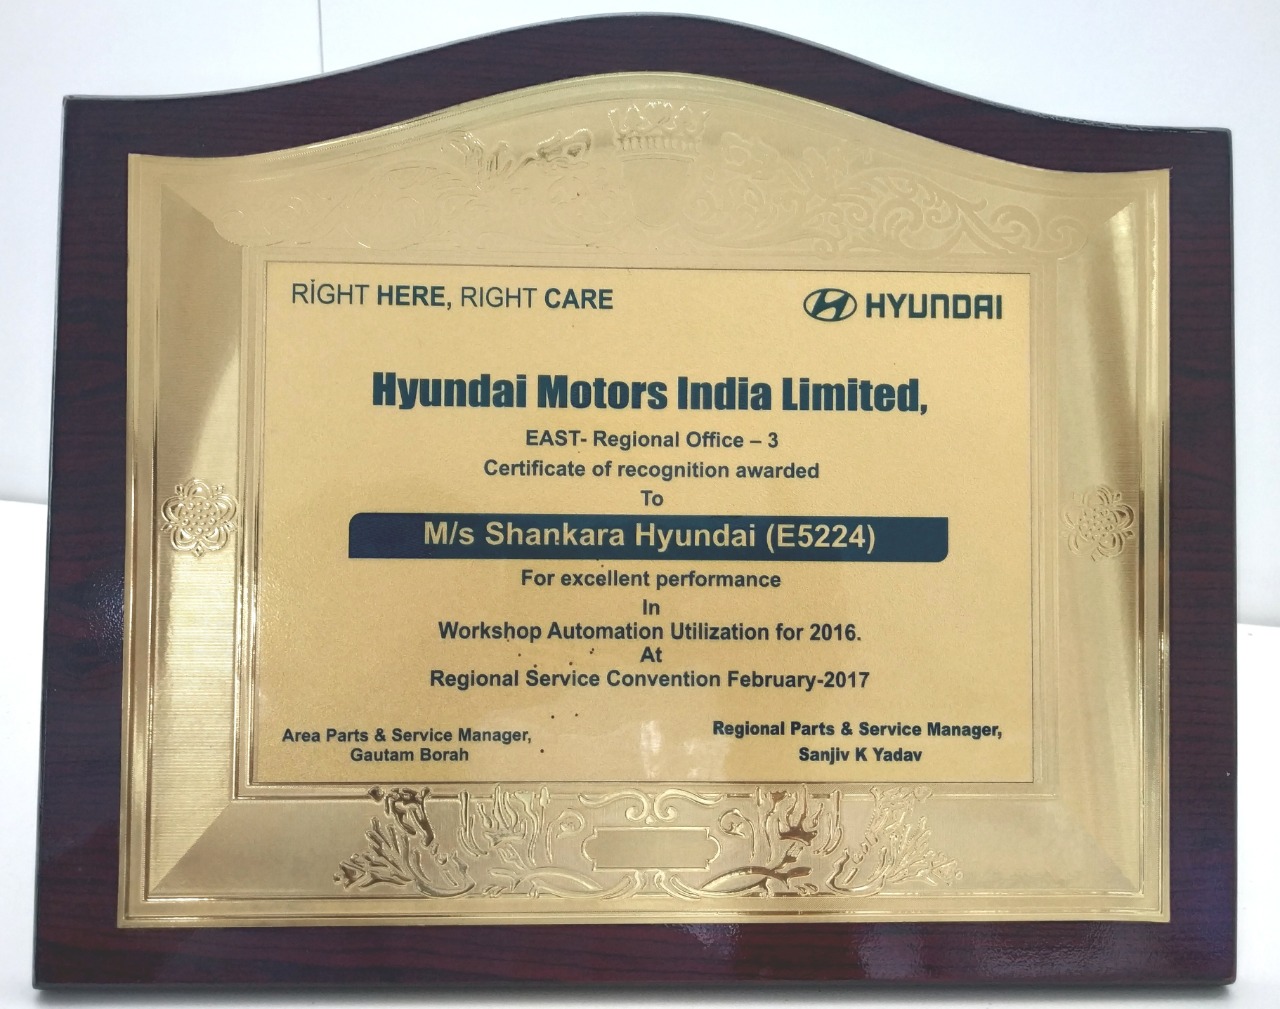 RIGHT HERE, RIGHT CARE
HYUNDAI
Hyundai Motors India Limited,
EAST- Regional Office – 3
Certificate of recognition awarded
To
M/s Shankara Hyundai (E5224)
For excellent performance
In
Workshop Automation Utilization for 2016.
At
Regional Service Convention February-2017
Area Parts & Service Manager,
Gautam Borah
Regional Parts & Service Manager,
Sanjiv K Yadav